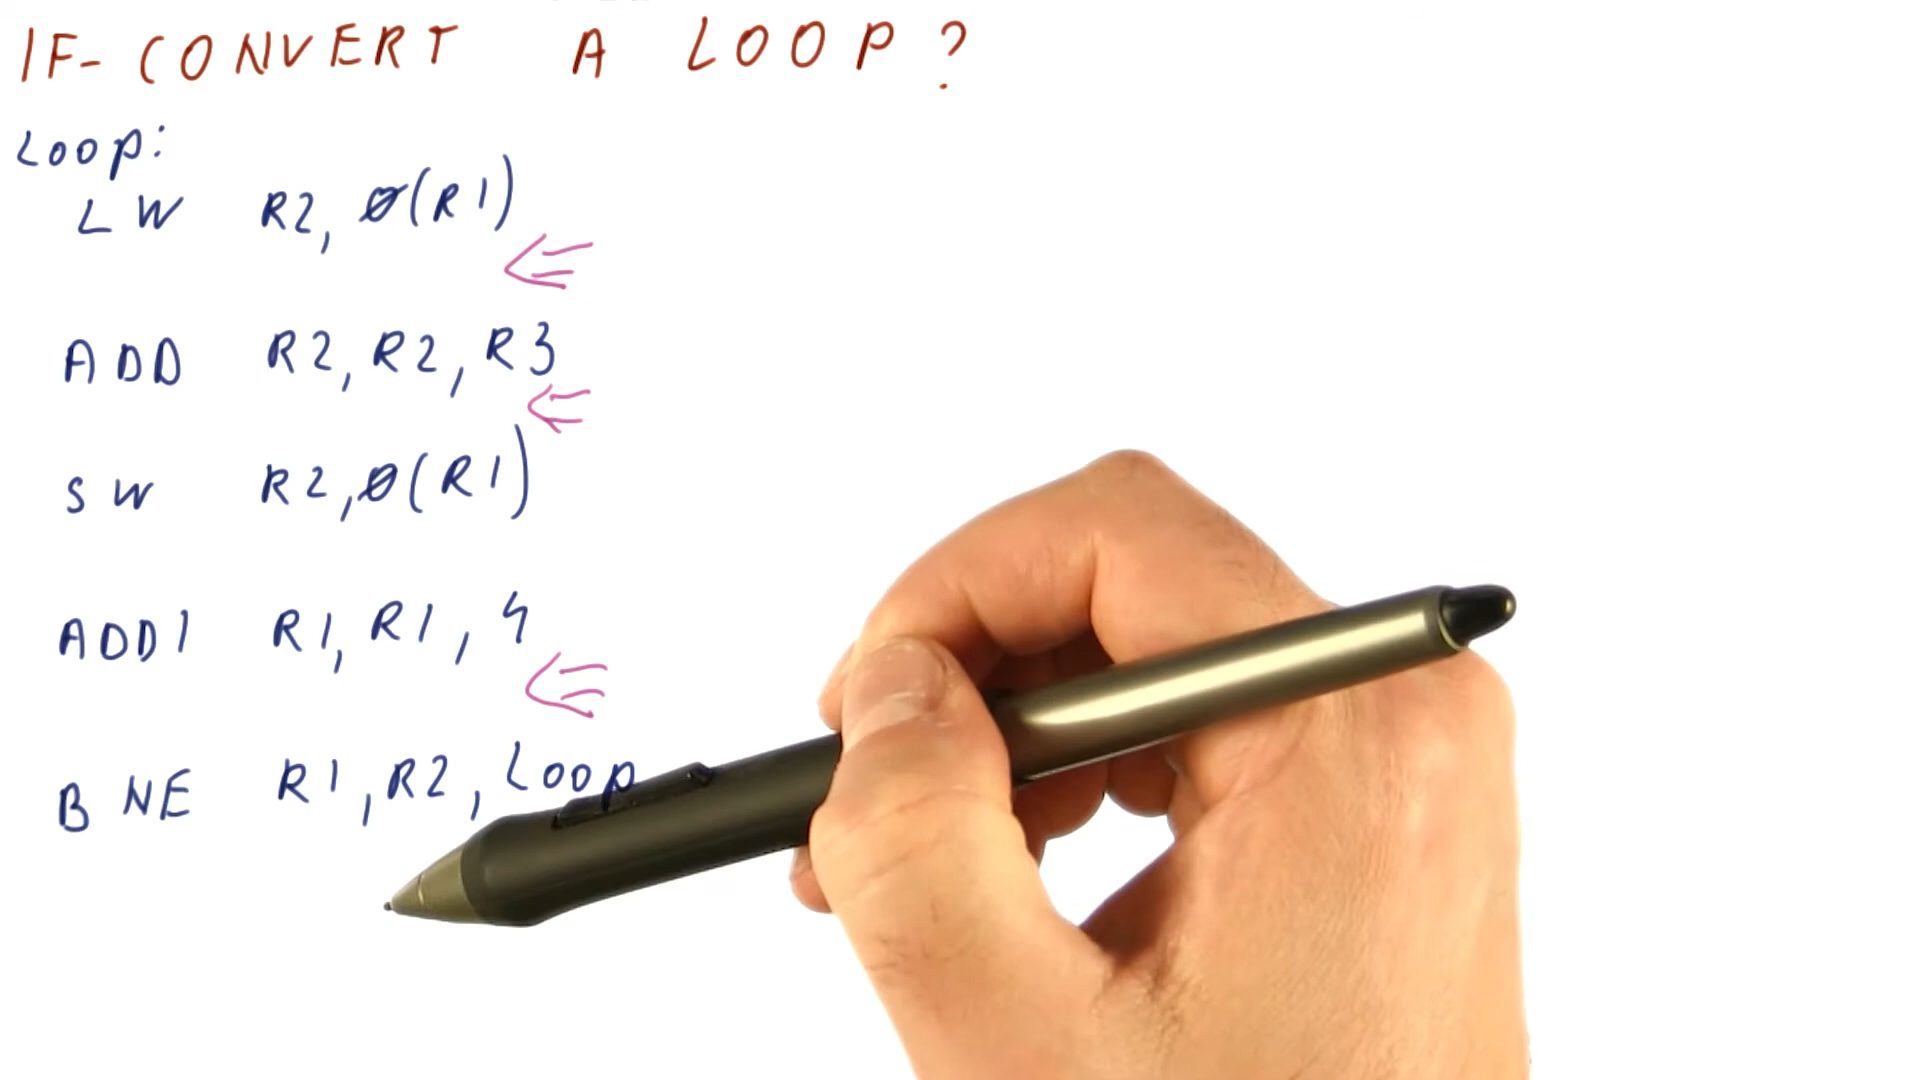 IF-CONVERT A LOOP?
LOOP:
LW R2, 0(R1)
ADD R2, R2, R3
SW R2, 0(R1)
ADDI R1, R1, 4
BNE R1, R2, LOOP